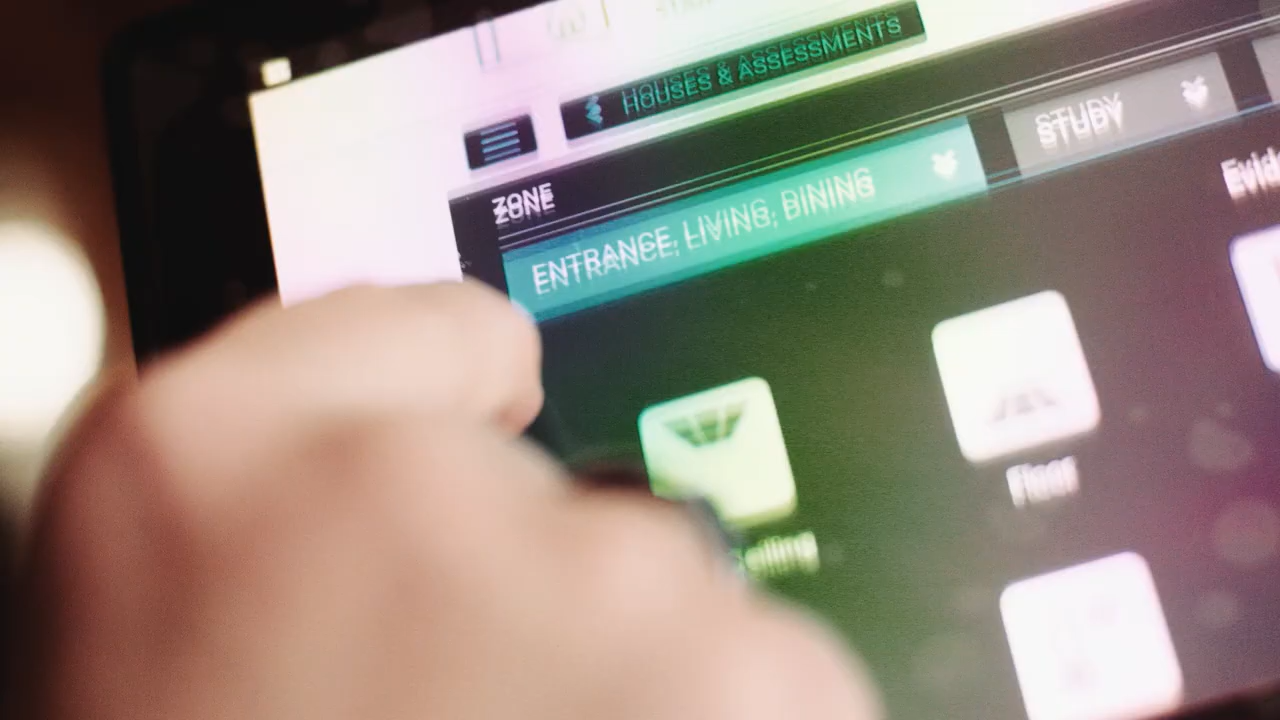 HOUSES & ASSESSMENTS
ZONE
ENTRANCE, LIVING, DINING
STUDY
Floor